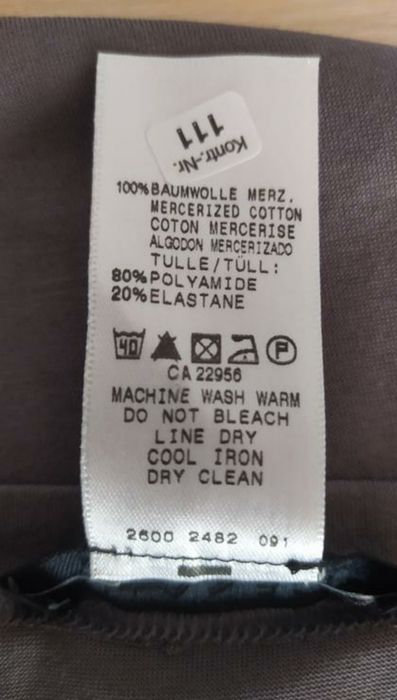 Kontr.-Nr.
111
100% BAUMWOLLE MERZ.
MERCERIZED COTTON
COTON MERCERISE
ALGODON MERCERIZADO
TULLE/TÜLL:
80% POLYAMIDE
20% ELASTANE
40 P
CA 22956
MACHINE WASH WARM
DO NOT BLEACH
LINE DRY
COOL IRON
DRY CLEAN
2600 2482 091